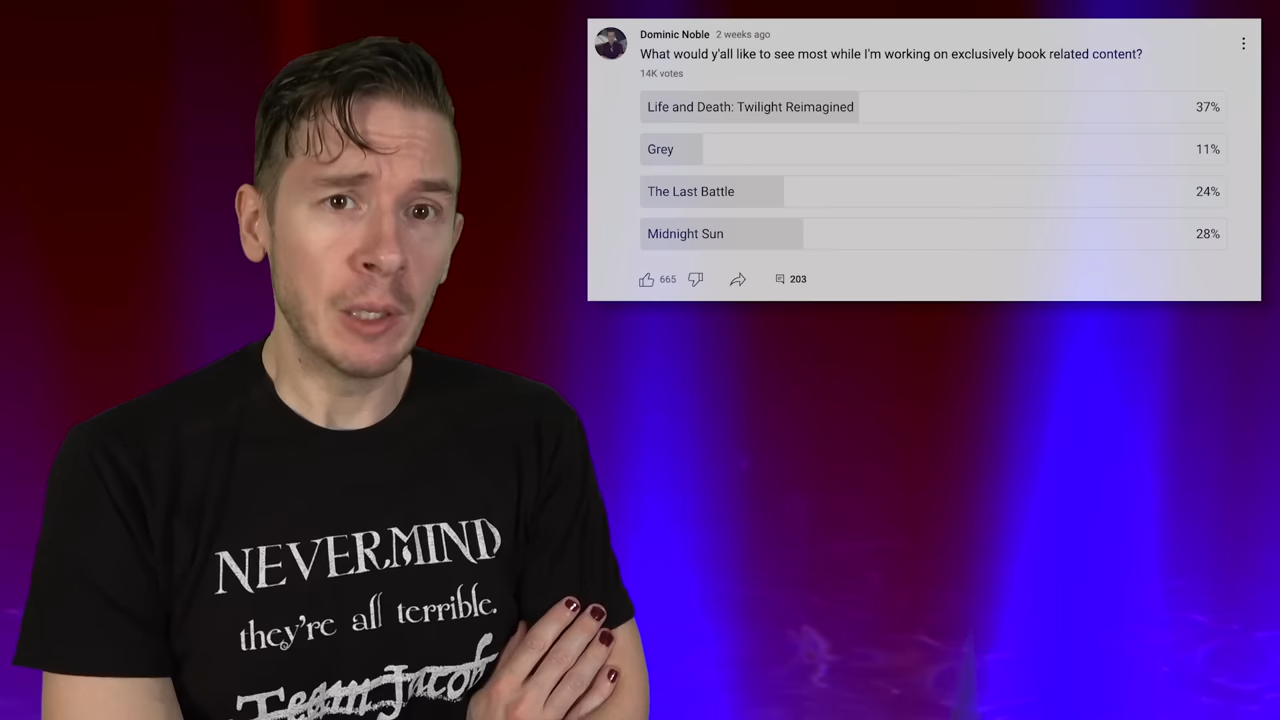 Dominic Noble 2 weeks ago
What would y'all like to see most while I'm working on exclusively book related content?
14K votes
Life and Death: Twilight Reimagined 37%
Grey 11%
The Last Battle 24%
Midnight Sun 28%
665 203
NEVERMIND
they're all terrible.
Team Jacob